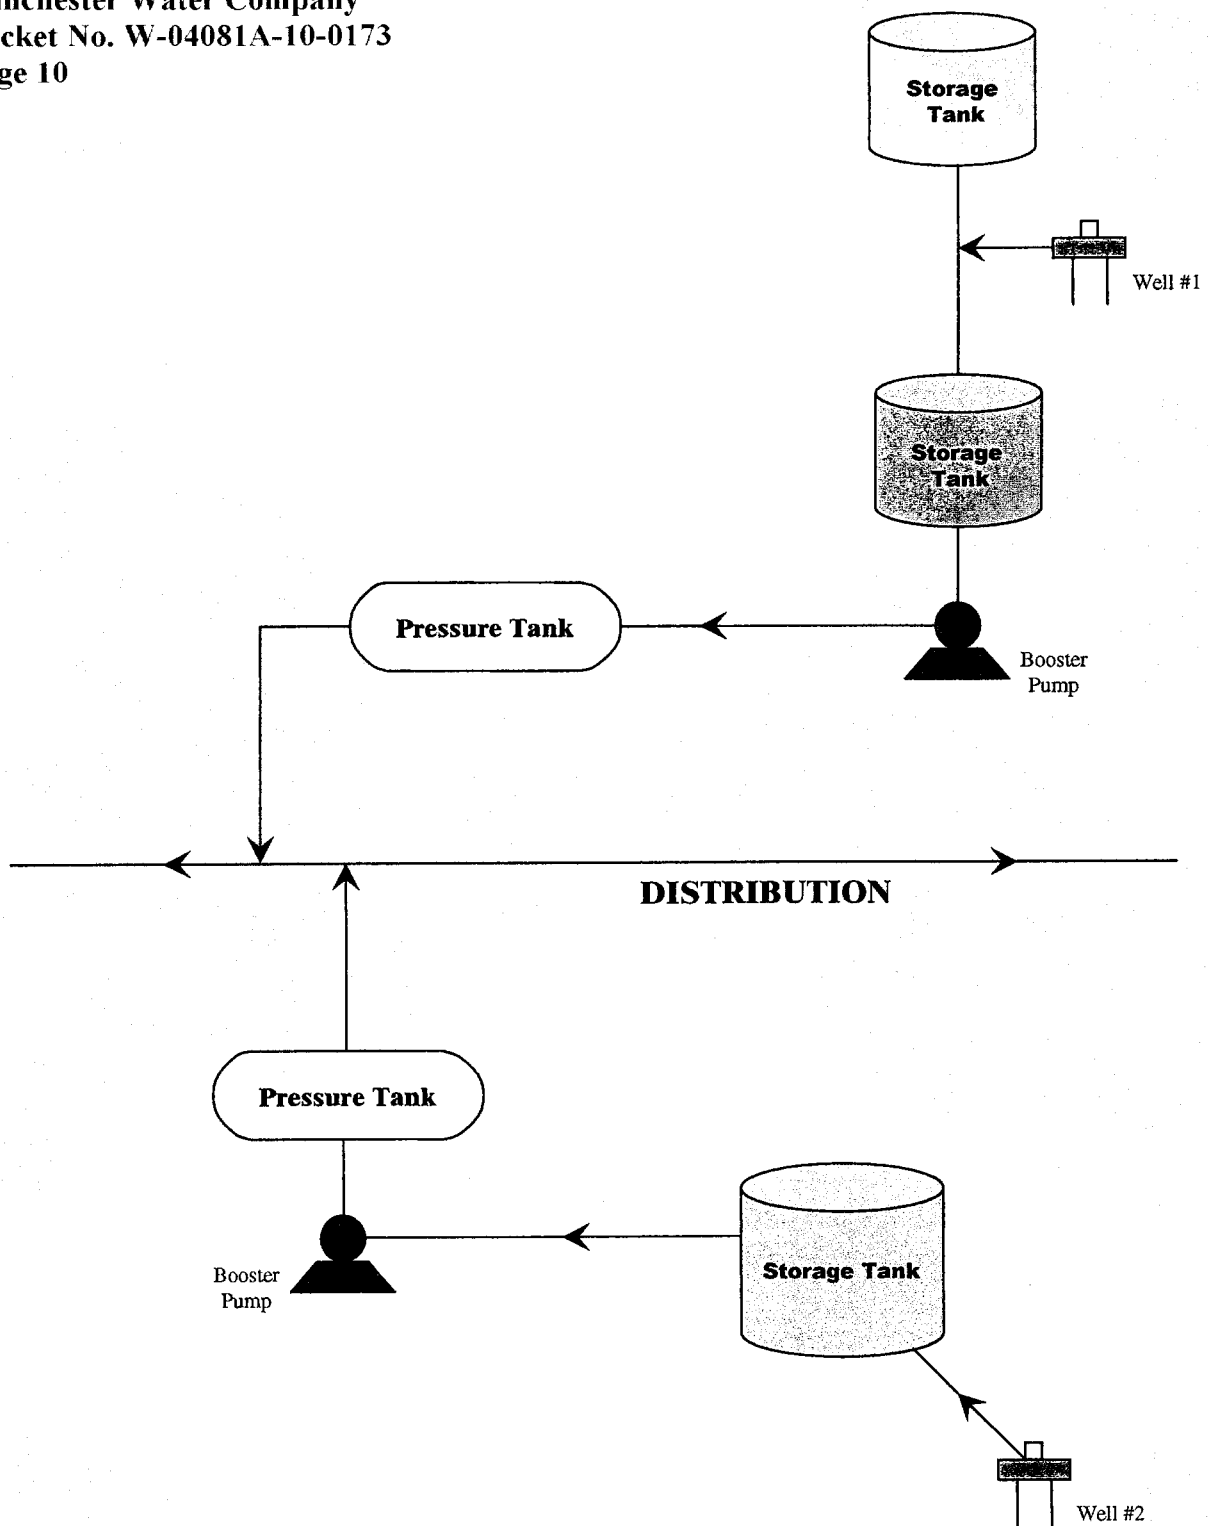 Water Company
cket No. W-04081A-10-0173
ge 10
Storage
Tank
Well #1
Storage
Tank
Pressure Tank
Booster
Pump
DISTRIBUTION
Pressure Tank
Booster
Pump
Storage Tank
Well #2